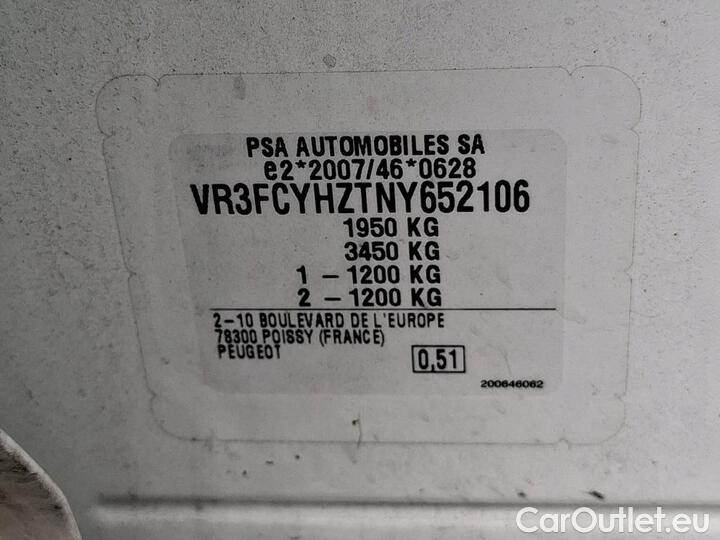 PSA AUTOMOBILES SA
e2*2007/46*0628
VR3FCYHZTNY652106
1950 KG
3450 KG
1 - 1200 KG
2 - 1200 KG
2-10 BOULEVARD DE L'EUROPE
78300 POISSY (FRANCE)
PEUGEOT
0,51
200646062
CarOutlet.eu